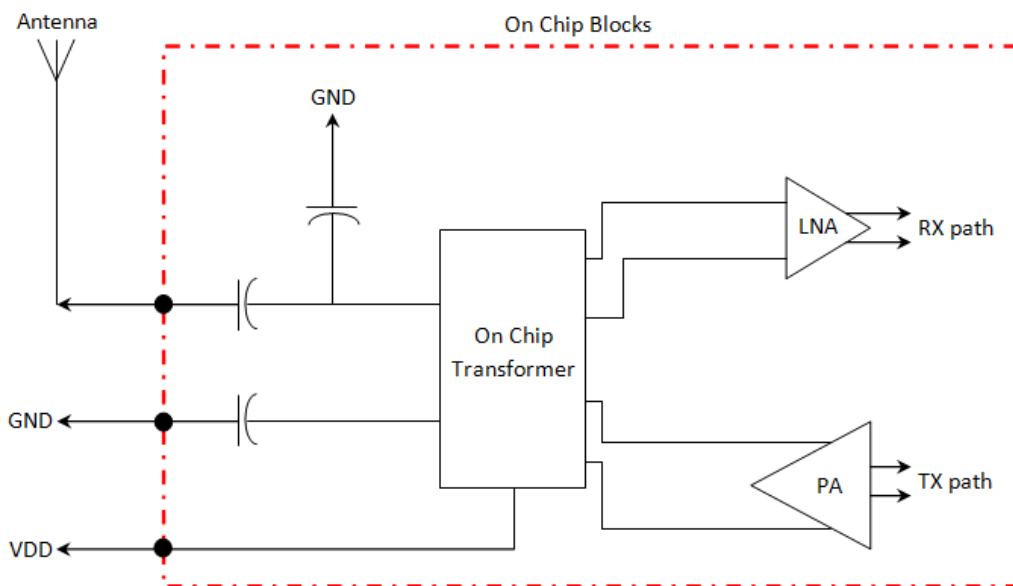 Antenna
On Chip Blocks
GND
LNA
RX path
On Chip
Transformer
GND
PA
TX path
VDD